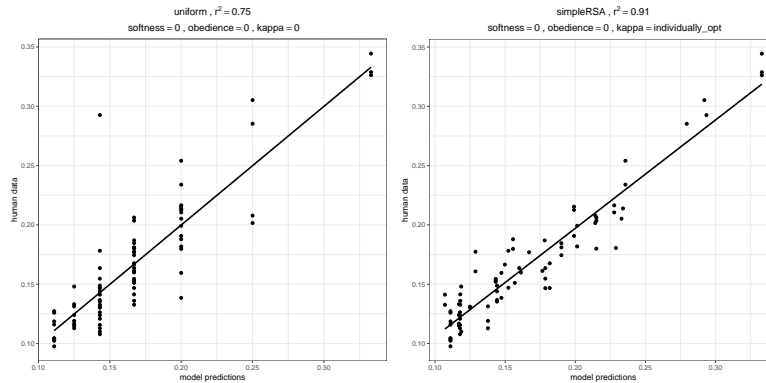 uniform , r² = 0.75
softness = 0 , obedience = 0 , kappa = 0
0.35
0.30
0.25
0.20
0.15
0.10
human data
0.10
0.15
0.20
0.25
0.30
model predictions
simpleRSA , r² = 0.91
softness = 0 , obedience = 0 , kappa = individually_opt
0.35
0.30
0.25
0.20
0.15
0.10
human data
0.10
0.15
0.20
0.25
0.30
model predictions